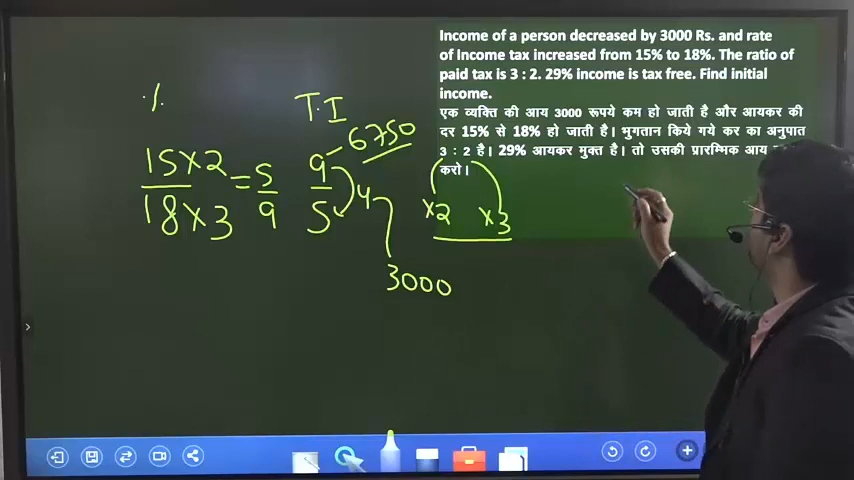 Income of a person decreased by 3000 Rs. and rate
of Income tax increased from 15% to 18%. The ratio of
paid tax is 3 : 2. 29% income is tax free. Find initial
income.
एक व्यक्ति की आय 3000 रूपये कम हो जाती है और आयकर की
दर 15% से 18% हो जाती है। भुगतान किये गये कर का अनुपात
3 : 2 है। 29% आयकर मुक्त है। तो उसकी प्रारम्भिक आय
करो।
%
T.I
15×2
18×3
=
5
9
9
5
6750
4
3000
×2 ×3